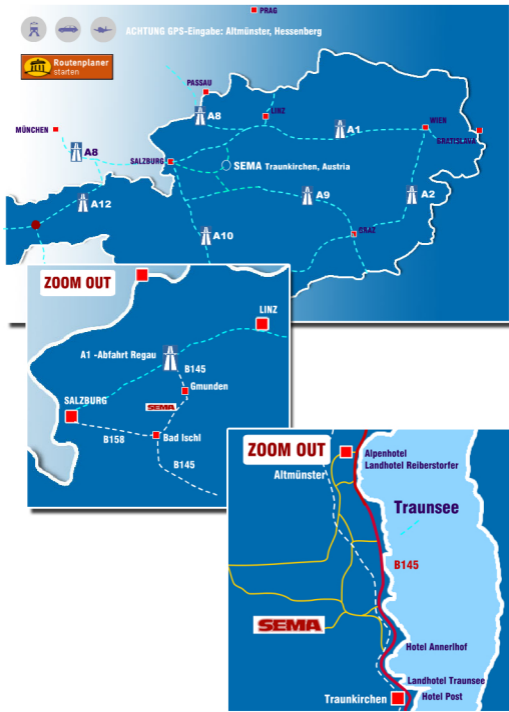 PRAG
ACHTUNG GPS-Eingabe: Altmünster, Hessenberg
Routenplaner
starten
PASSAU
A8
LINZ
A1
WIEN
GRATISLAVA
MÜNCHEN
A8
SALZBURG
SEMA Traunkirchen, Austria
A12
A9
A2
A10
GRAZ
ZOOM OUT
LINZ
A1 -Abfahrt Regau
B145
Gmunden
SALZBURG
SEMA
B158
Bad Ischl
B145
ZOOM OUT
Alpenhotel
Landhotel Reiberstorfer
Altmünster
Traunsee
B145
SEMA
Hotel Annerlhof
Landhotel Traunsee
Traunkirchen
Hotel Post